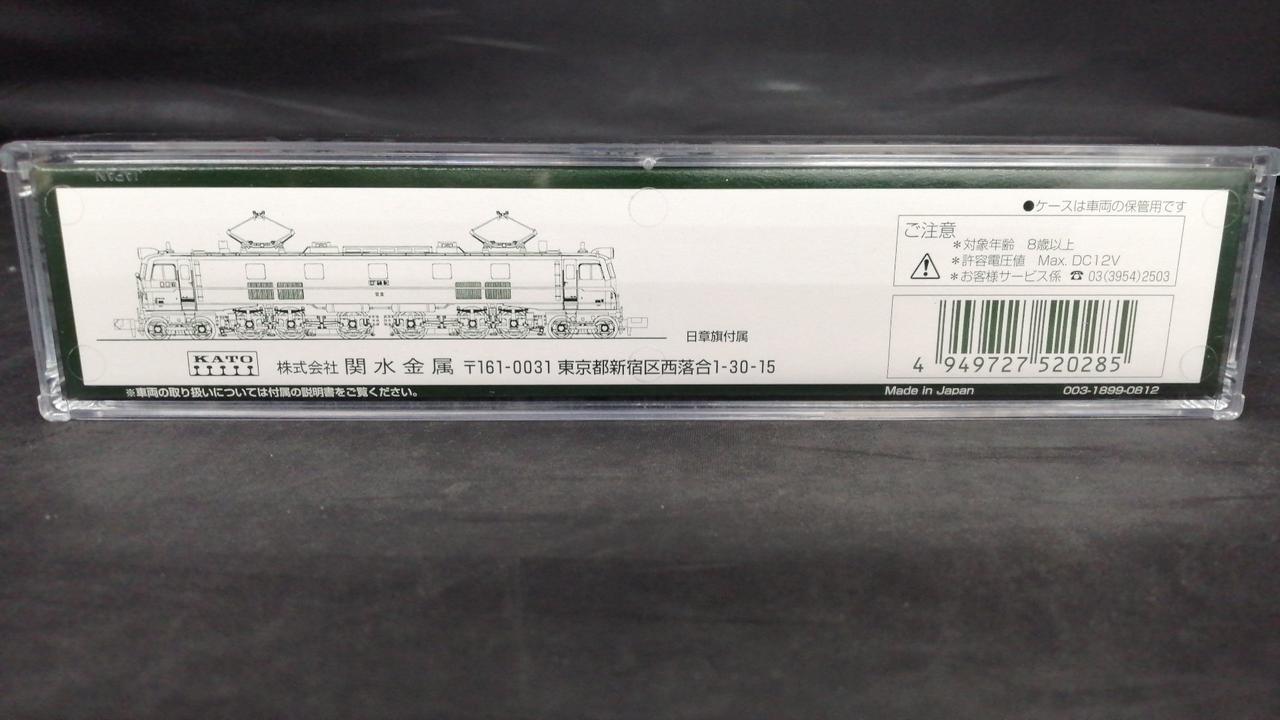 ●ケースは車両の保管用です
ご注意
＊対象年齢 8歳以上
＊許容電圧値 Max. DC12V
＊お客様サービス係 ☎ 03(3954)2503
日章旗付属
KATO
株式会社 関水金属 〒161-0031 東京都新宿区西落合1-30-15
4 949727 520285
※車両の取り扱いについては付属の説明書をご覧ください。
Made in Japan 003-1899-0812